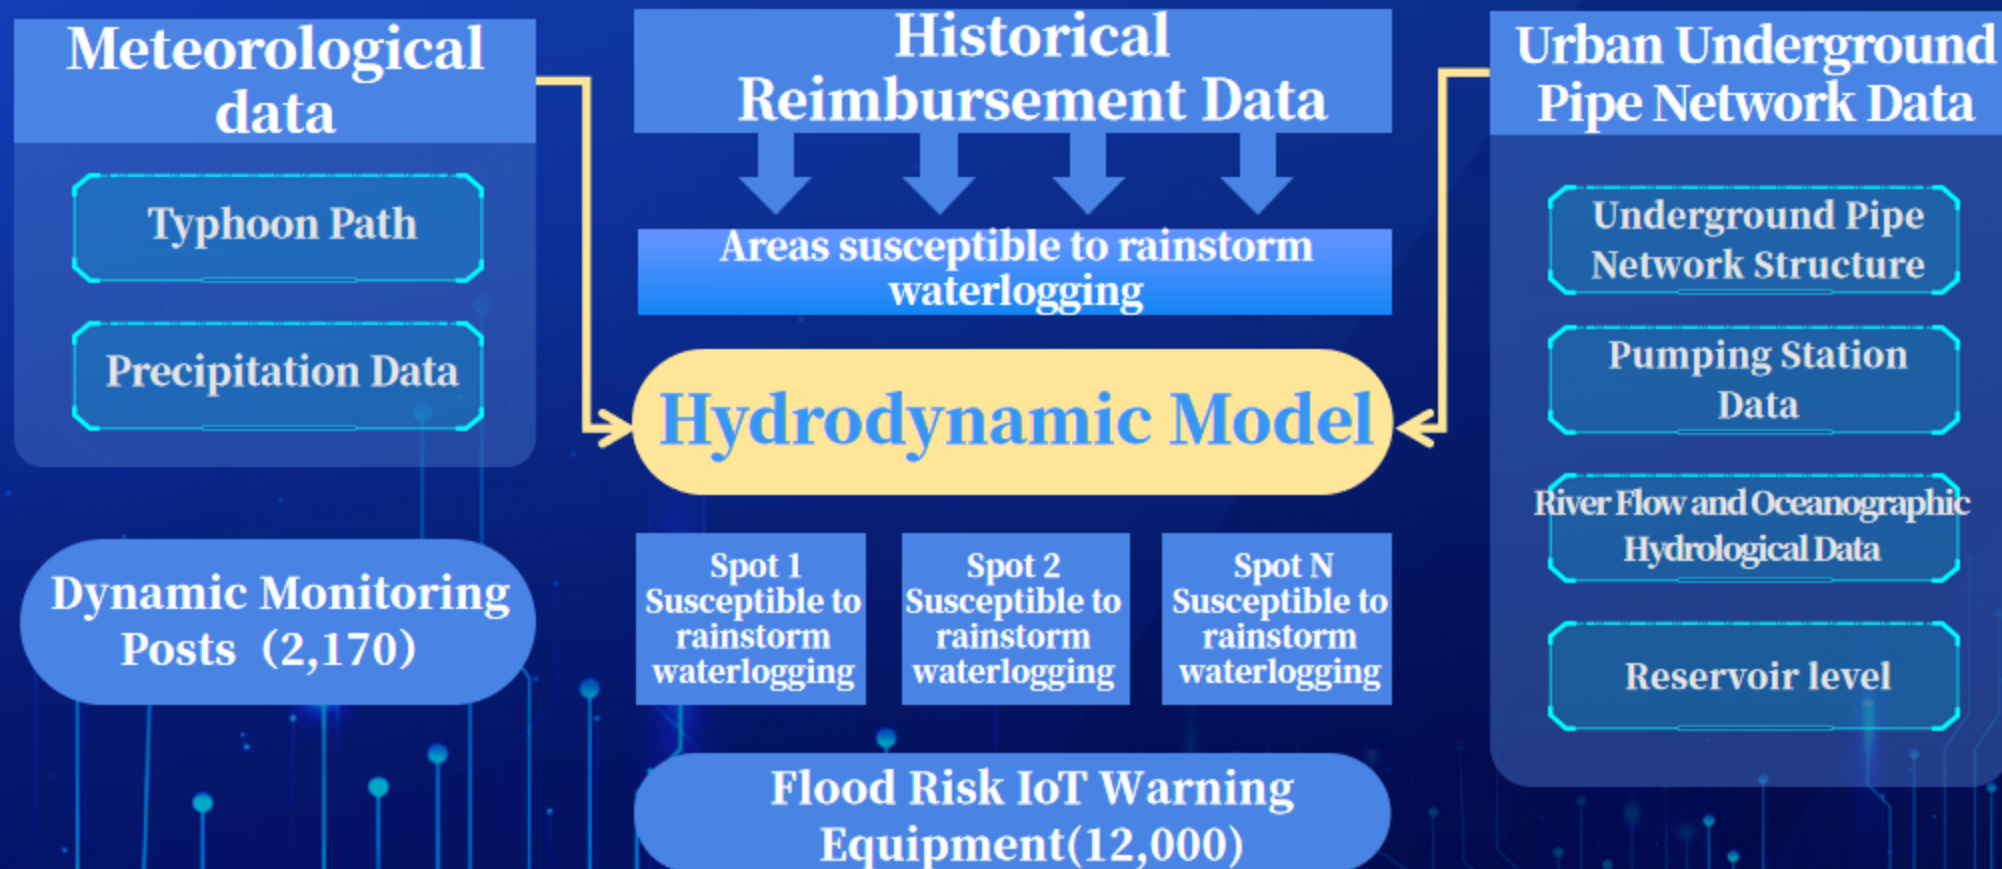 Meteorological
data
Typhoon Path
Precipitation Data
Dynamic Monitoring
Posts (2,170)
Historical
Reimbursement Data
Areas susceptible to rainstorm
waterlogging
Hydrodynamic Model
Spot 1
Susceptible to
rainstorm
waterlogging
Spot 2
Susceptible to
rainstorm
waterlogging
Spot N
Susceptible to
rainstorm
waterlogging
Flood Risk IoT Warning
Equipment(12,000)
Urban Underground
Pipe Network Data
Underground Pipe
Network Structure
Pumping Station
Data
River Flow and Oceanographic
Hydrological Data
Reservoir level